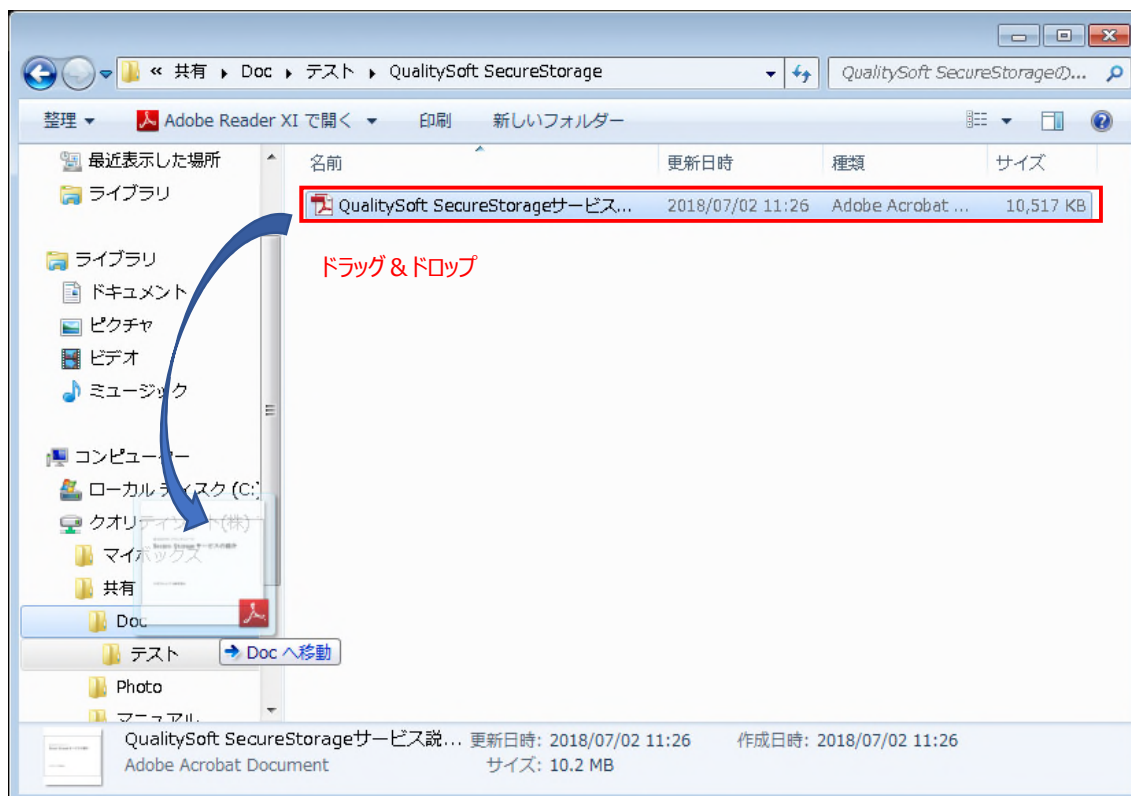 « 共有 ▸ Doc ▸ テスト ▸ QualitySoft SecureStorage
QualitySoft SecureStorageの...
整理 ▼ Adobe Reader XI で開く ▼ 印刷 新しいフォルダー
最近表示した場所
ライブラリ
ライブラリ
ドキュメント
ピクチャ
ビデオ
ミュージック
コンピューター
ローカル ディスク (C:)
クオリティソフト(株)
マイボックス
共有
Doc
テスト
Photo
マニュアル
名前 更新日時 種類 サイズ
QualitySoft SecureStorageサービス... 2018/07/02 11:26 Adobe Acrobat ... 10,517 KB
ドラッグ & ドロップ
Doc へ移動
QualitySoft SecureStorageサービス説... 更新日時: 2018/07/02 11:26 作成日時: 2018/07/02 11:26
Adobe Acrobat Document サイズ: 10.2 MB